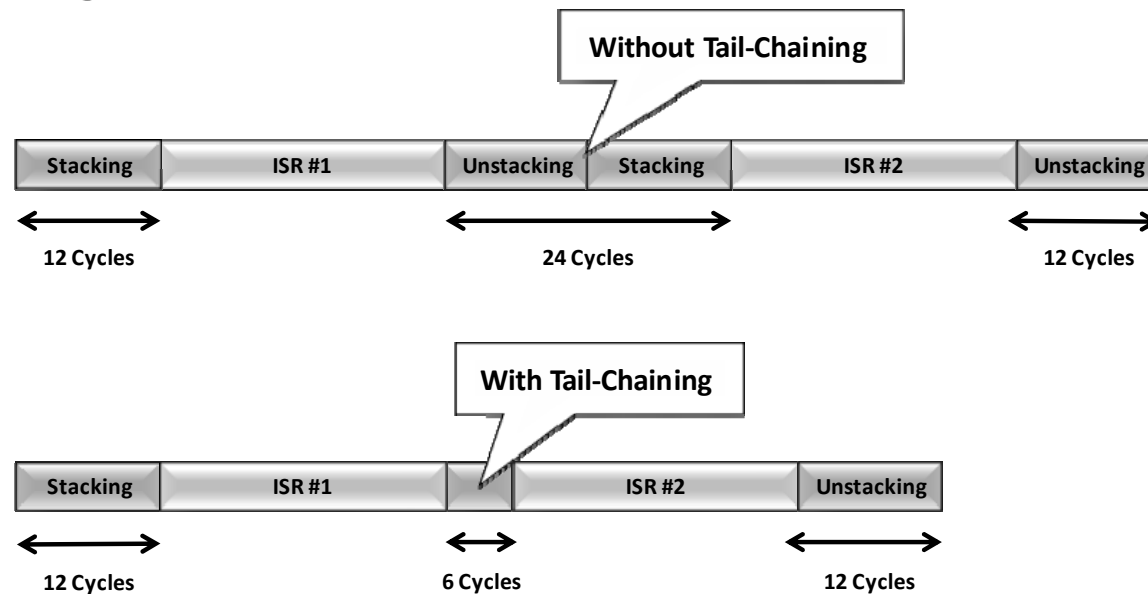 Without Tail-Chaining
Stacking ISR #1 Unstacking Stacking ISR #2 Unstacking
12 Cycles 24 Cycles 12 Cycles
With Tail-Chaining
Stacking ISR #1 ISR #2 Unstacking
12 Cycles 6 Cycles 12 Cycles